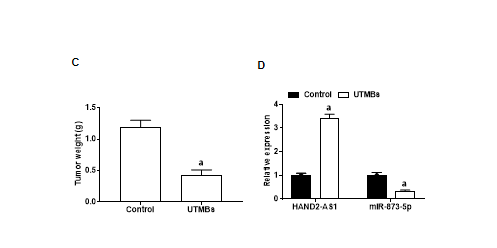 C
D
Control UTMBs
Tumor weight (g)
1.5
1.0
0.5
0.0
a
Control UTMBs
Relative expression
4
3
2
1
0
a
a
HAND2-AS1 miR-873-5p